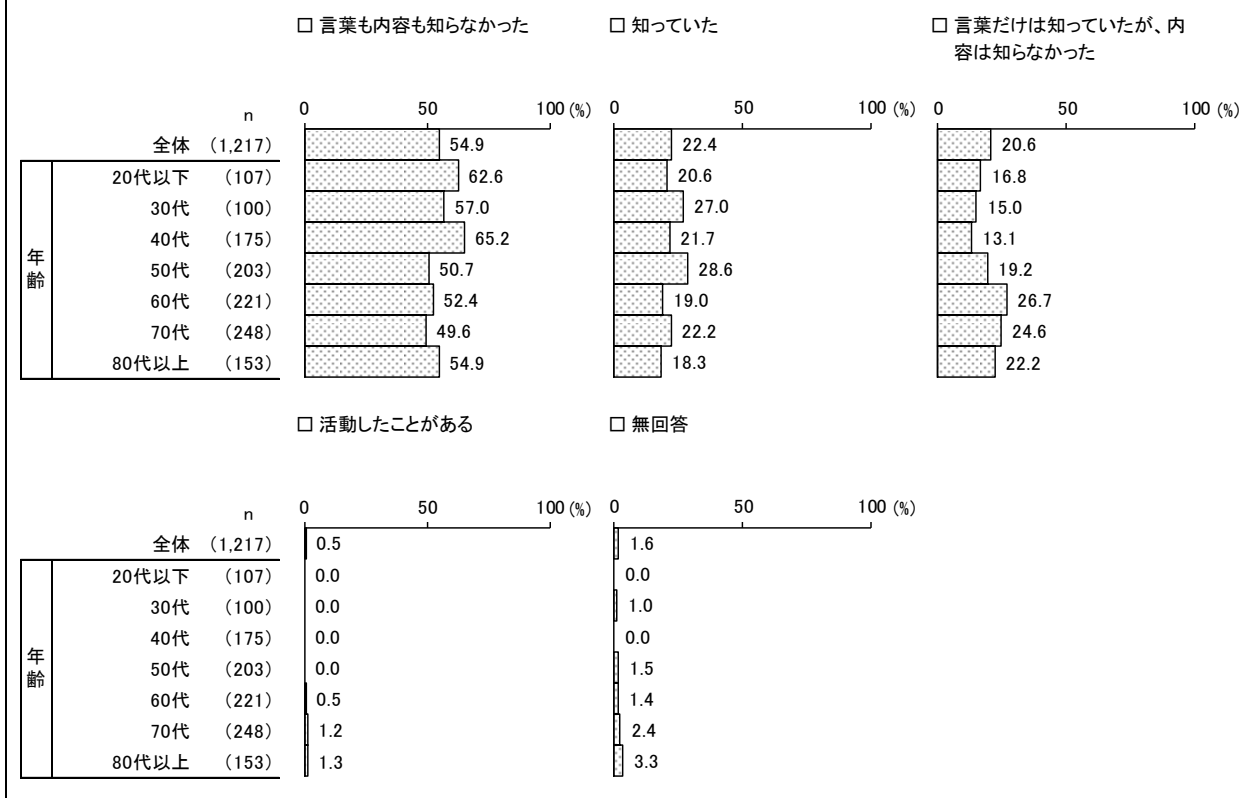 □ 言葉も内容も知らなかった □ 知っていた □ 言葉だけは知っていたが、内
容は知らなかった
n 0 50 100 (%) 0 50 100 (%) 0 50 100 (%)
全体 (1,217) 54.9 22.4 20.6
年齢
20代以下 (107) 62.6 20.6 16.8
30代 (100) 57.0 27.0 15.0
40代 (175) 65.2 21.7 13.1
50代 (203) 50.7 28.6 19.2
60代 (221) 52.4 19.0 26.7
70代 (248) 49.6 22.2 24.6
80代以上 (153) 54.9 18.3 22.2
□ 活動したことがある □ 無回答
n 0 50 100 (%) 0 50 100 (%)
全体 (1,217) 0.5 1.6
年齢
20代以下 (107) 0.0 0.0
30代 (100) 0.0 1.0
40代 (175) 0.0 0.0
50代 (203) 0.0 1.5
60代 (221) 0.5 1.4
70代 (248) 1.2 2.4
80代以上 (153) 1.3 3.3